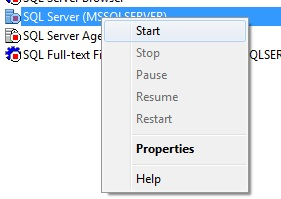 SQL Server Browser
SQL Server (MSSQLSERVER)
SQL Server Age
SQL Full-text Fi
QLSER
Start
Stop
Pause
Resume
Restart
Properties
Help